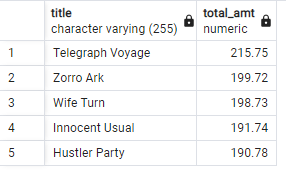 title total_amt
character varying (255) numeric
1 Telegraph Voyage 215.75
2 Zorro Ark 199.72
3 Wife Turn 198.73
4 Innocent Usual 191.74
5 Hustler Party 190.78